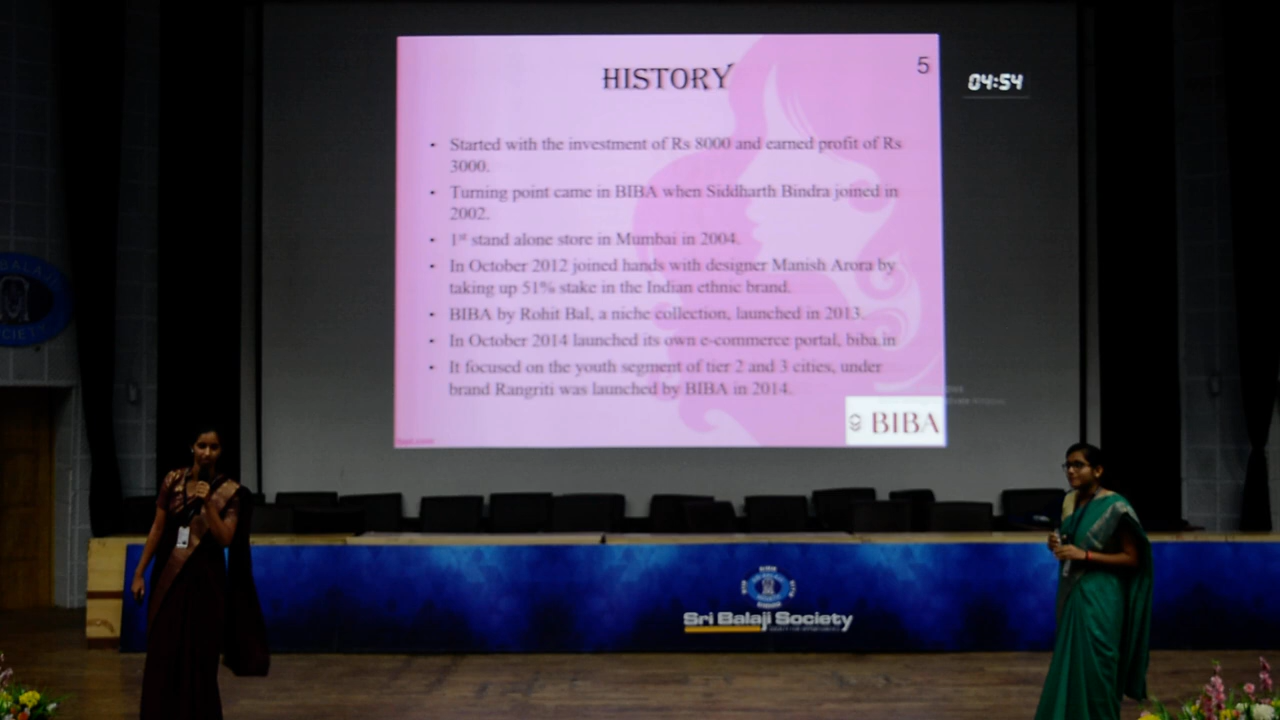 HISTORY
5
04:54
• Started with the investment of Rs 8000 and earned profit of Rs
3000.
• Turning point came in BIBA when Siddharth Bindra joined in
2002.
• 1st stand alone store in Mumbai in 2004.
• In October 2012 joined hands with designer Manish Arora by
taking up 51% stake in the Indian ethnic brand.
• BIBA by Rohit Bal, a niche collection, launched in 2013.
• In October 2014 launched its own e-commerce portal, biba.in
• It focused on the youth segment of tier 2 and 3 cities, under
brand Rangriti was launched by BIBA in 2014.
BIBA
Sri Balaji Society